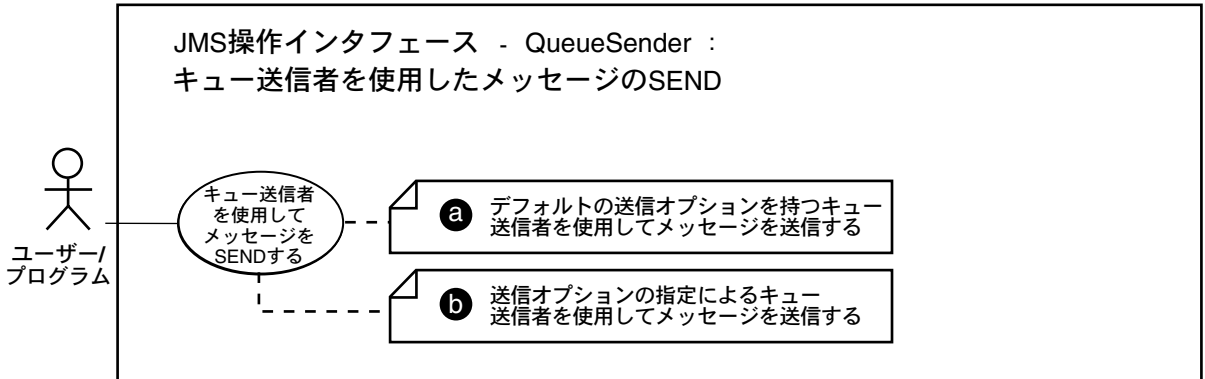 JMS操作インタフェース - QueueSender :
キュー送信者を使用したメッセージのSEND
キュー送信者
を使用して
メッセージを
SENDする
ユーザー/
プログラム
a デフォルトの送信オプションを持つキュー
送信者を使用してメッセージを送信する
b 送信オプションの指定によるキュー
送信者を使用してメッセージを送信する